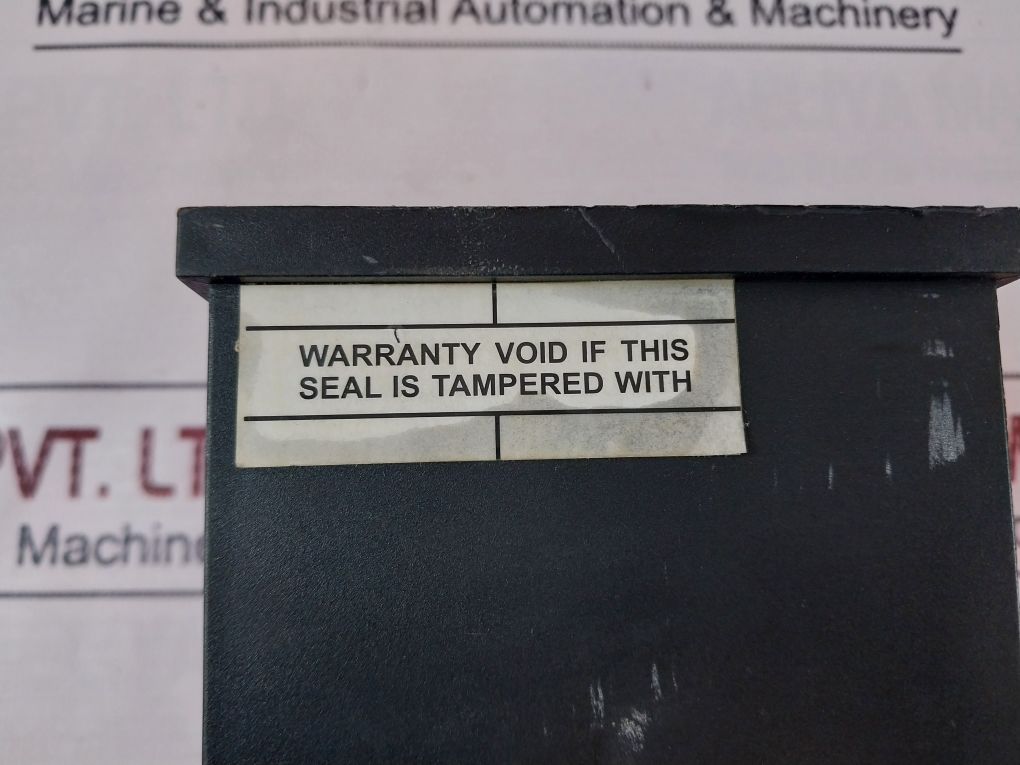 Marine & Industrial Automation & Machinery
WARRANTY VOID IF THIS
SEAL IS TAMPERED WITH
PVT. LT
Machine